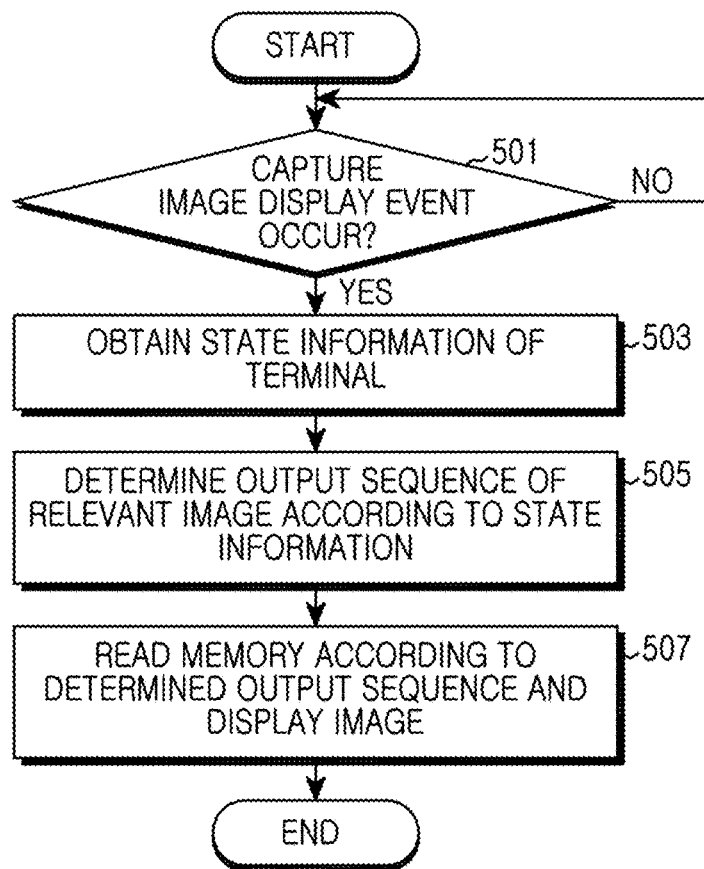 START
501
CAPTURE
IMAGE DISPLAY EVENT
OCCUR?
NO
YES
OBTAIN STATE INFORMATION OF
TERMINAL
503
DETERMINE OUTPUT SEQUENCE OF
RELEVANT IMAGE ACCORDING TO STATE
INFORMATION
505
READ MEMORY ACCORDING TO
DETERMINED OUTPUT SEQUENCE AND
DISPLAY IMAGE
507
END